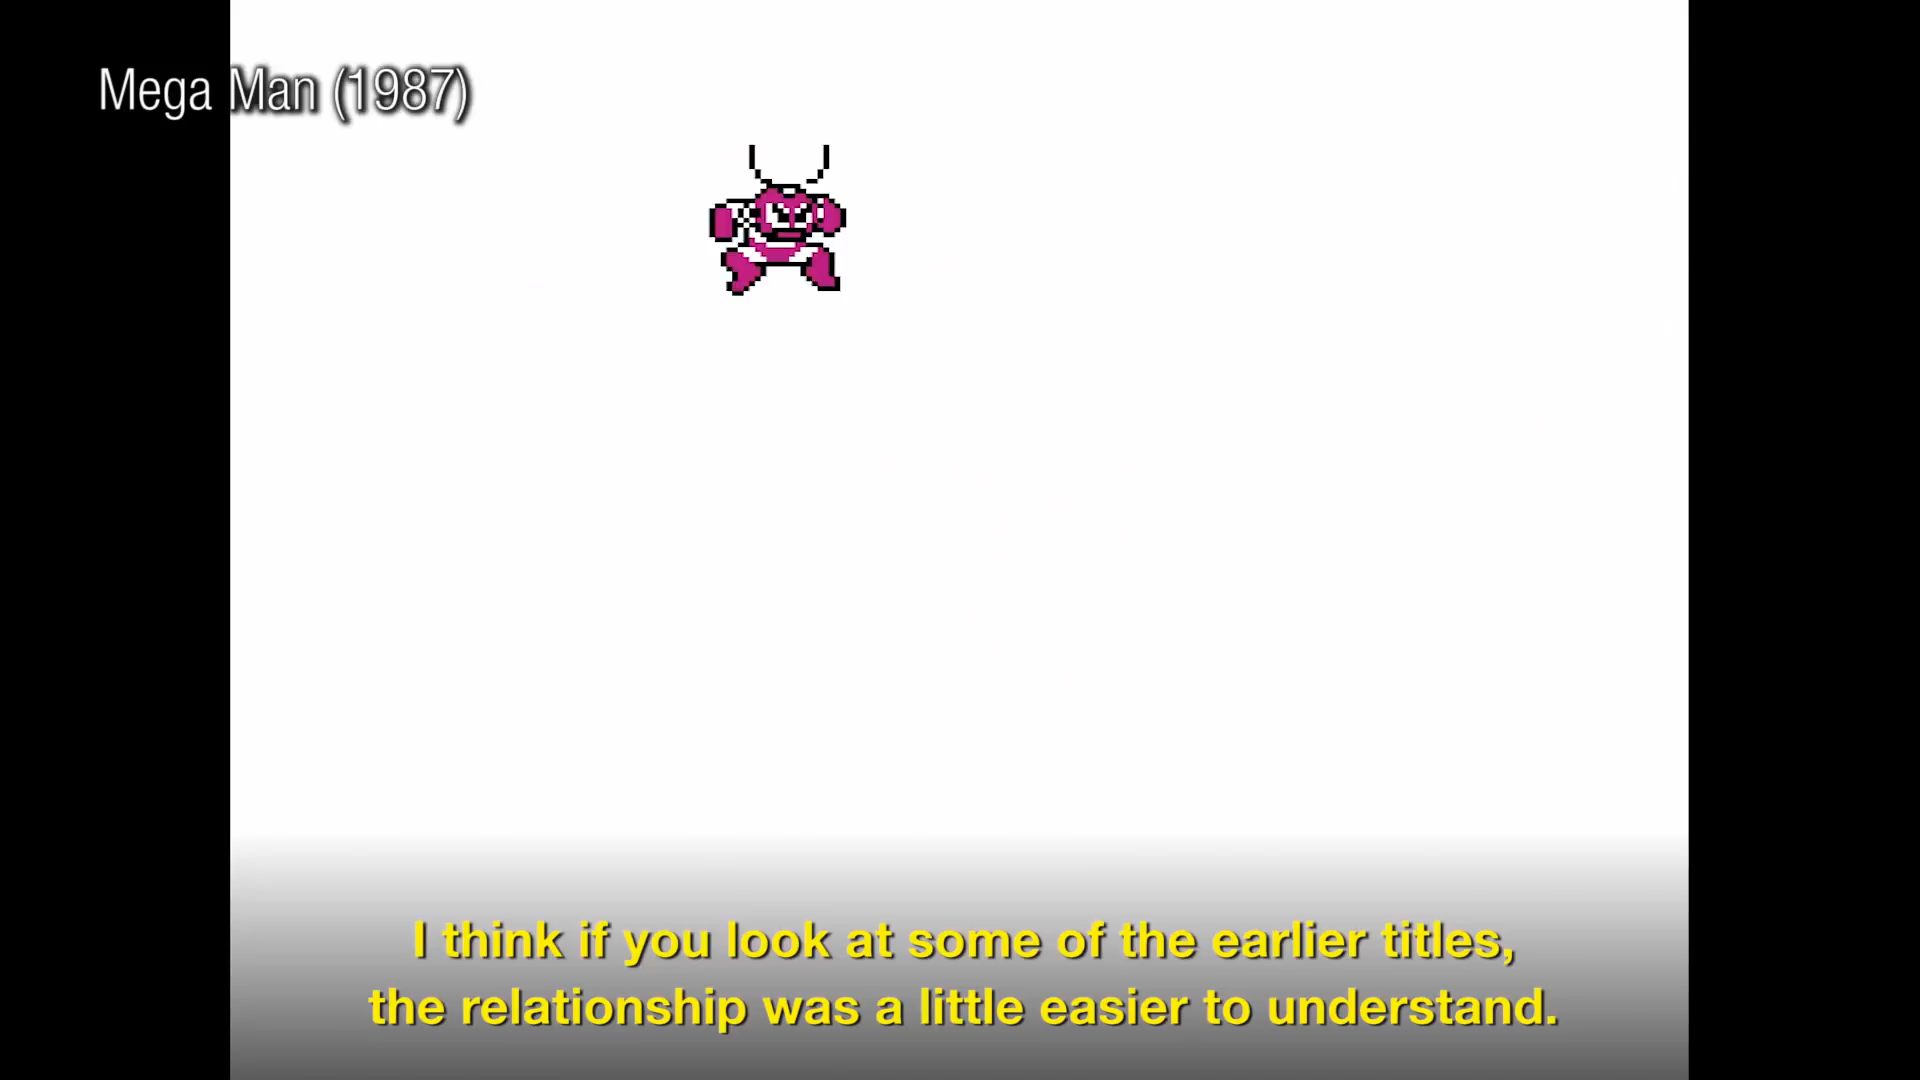 Mega Man (1987)
I think if you look at some of the earlier titles,
the relationship was a little easier to understand.